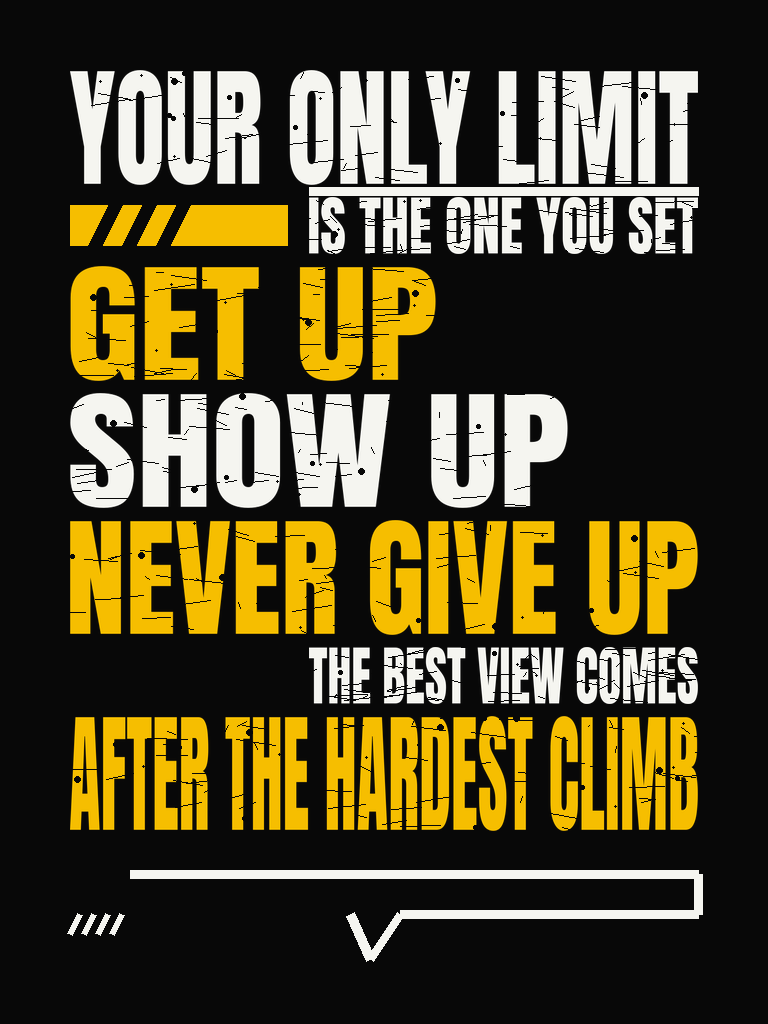 YOUR ONLY LIMIT
IS THE ONE YOU SET
GET UP
SHOW UP
NEVER GIVE UP
THE BEST VIEW COMES
AFTER THE HARDEST CLIMB